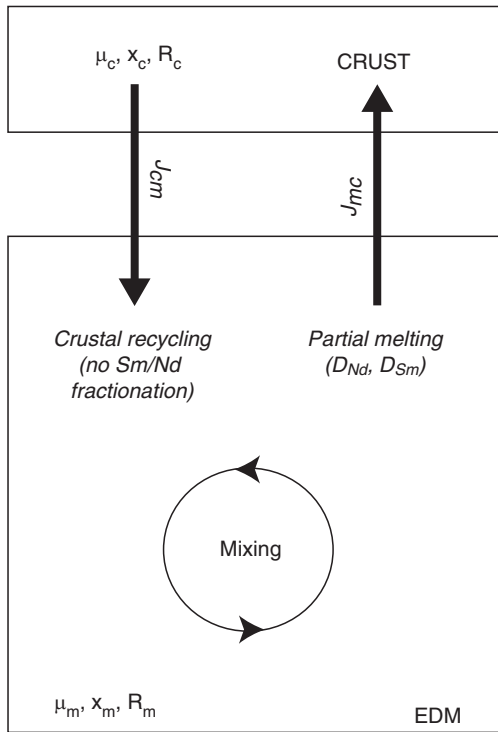 μc, xc, Rc
CRUST
Jcm
Jmc
Crustal recycling
(no Sm/Nd
fractionation)
Partial melting
(DNd, DSm)
Mixing
μm, xm, Rm
EDM